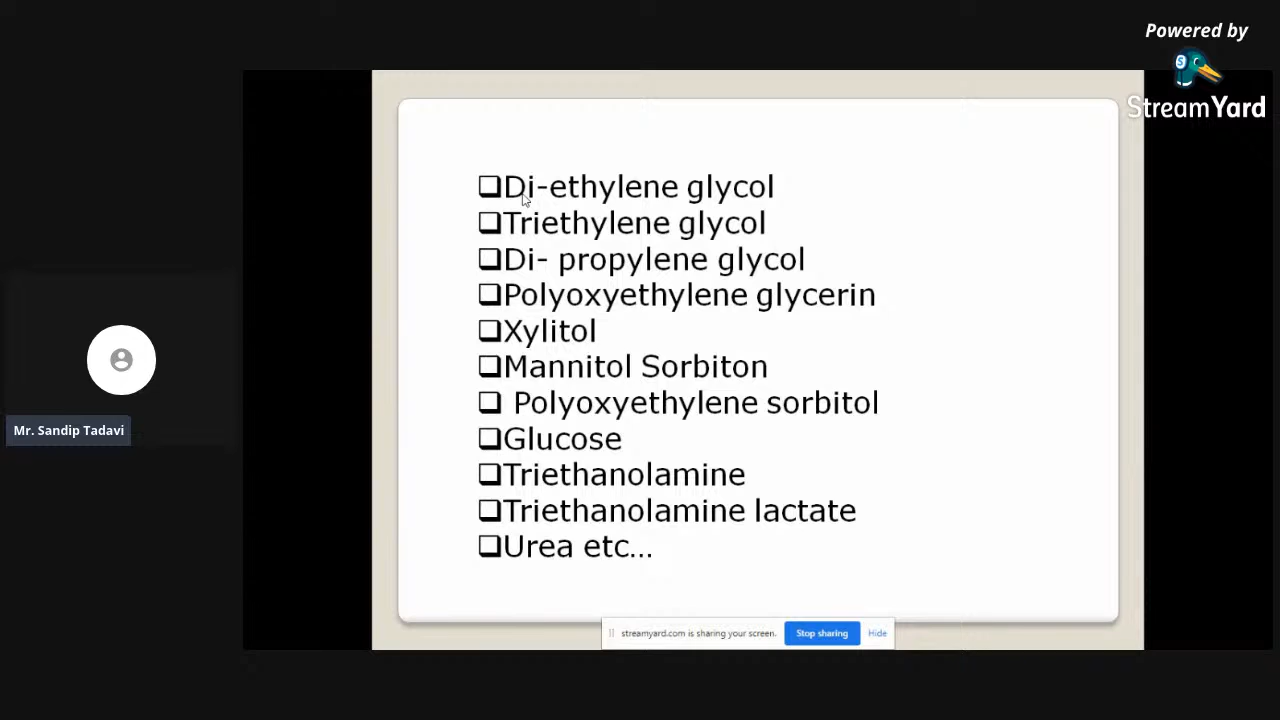 Powered by
StreamYard
❑Di-ethylene glycol
❑Triethylene glycol
❑Di- propylene glycol
❑Polyoxyethylene glycerin
❑Xylitol
❑Mannitol Sorbiton
❑ Polyoxyethylene sorbitol
❑Glucose
❑Triethanolamine
❑Triethanolamine lactate
❑Urea etc...
Mr. Sandip Tadavi
streamyard.com is sharing your screen. Stop sharing Hide